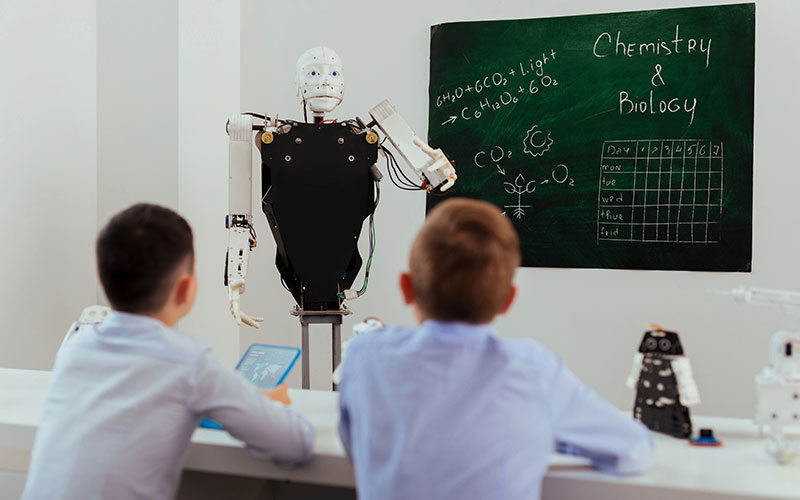 Chemistry
&
Biology
6H2O+6CO2+Light
→C6H12O6+6O2
CO2
O2
Day 1 2 3 4 5 6 7
mon
tue
wed
thue
frid